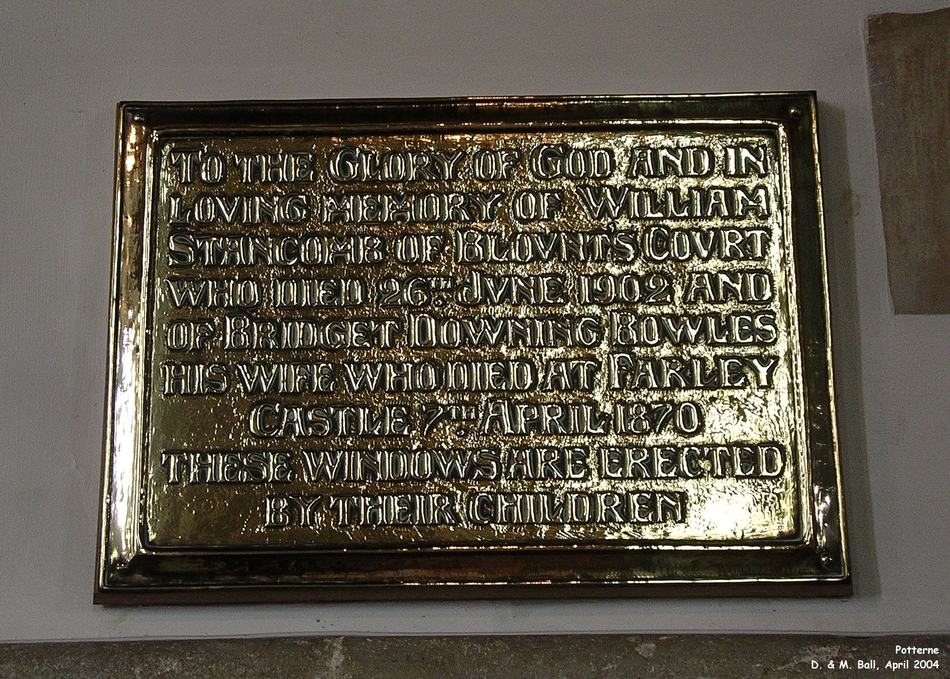 To the Glory of God and in
loving memory of William
Stancomb of Blovnt's Covrt
who died 26th Jvne 1902 and
of Bridget Downing Bowles
his wife who died at Farley
Castle 7th April 1870
These windows are erected
by their children
Potterne
D. & M. Ball, April 2004